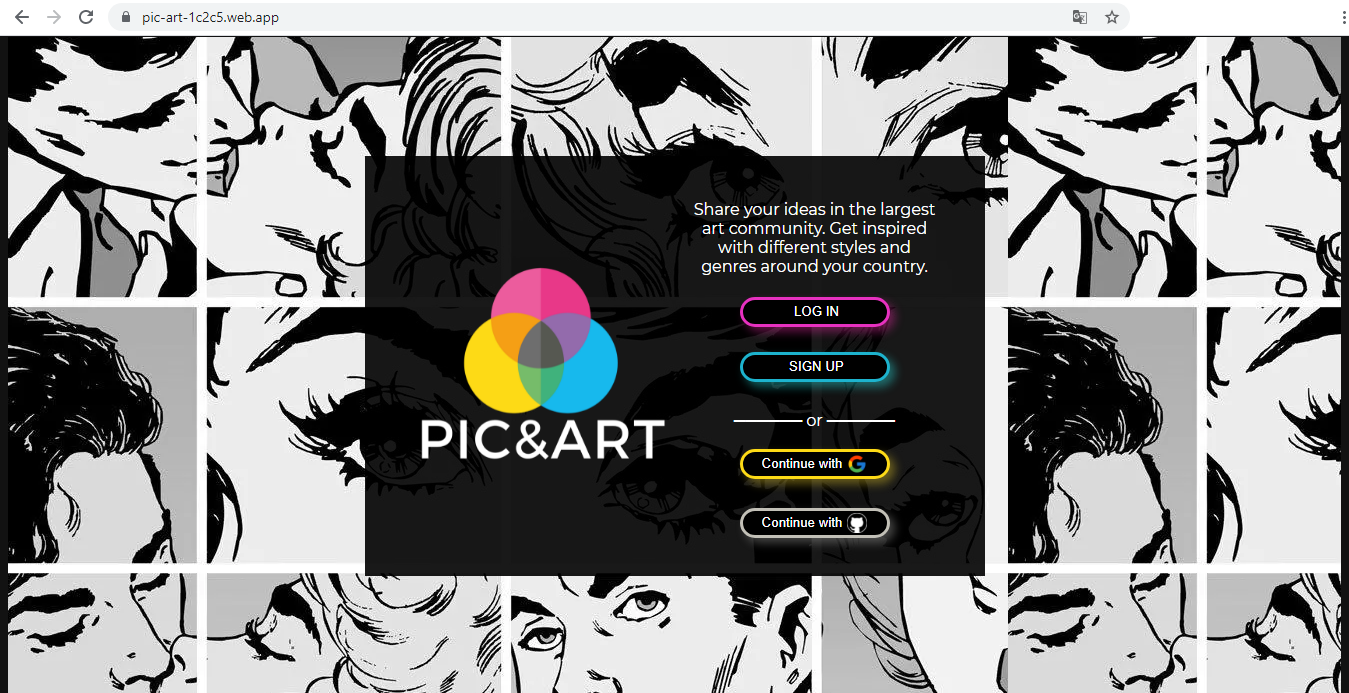 pic-art-1c2c5.web.app
Share your ideas in the largest
art community. Get inspired
with different styles and
genres around your country.
LOG IN
SIGN UP
or
Continue with
Continue with
PIC&ART